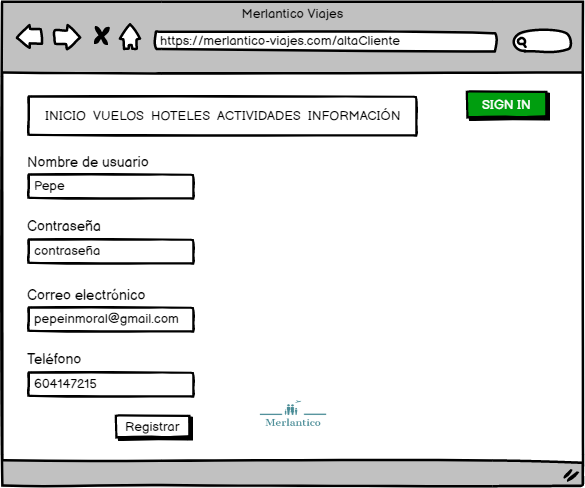 Merlantico Viajes
https://merlantico-viajes.com/altaCliente
SIGN IN
INICIO VUELOS HOTELES ACTIVIDADES INFORMACIÓN
Nombre de usuario
Pepe
Contraseña
contraseña
Correo electrónico
pepeinmoral@gmail.com
Teléfono
604147215
Registrar
Merlantico